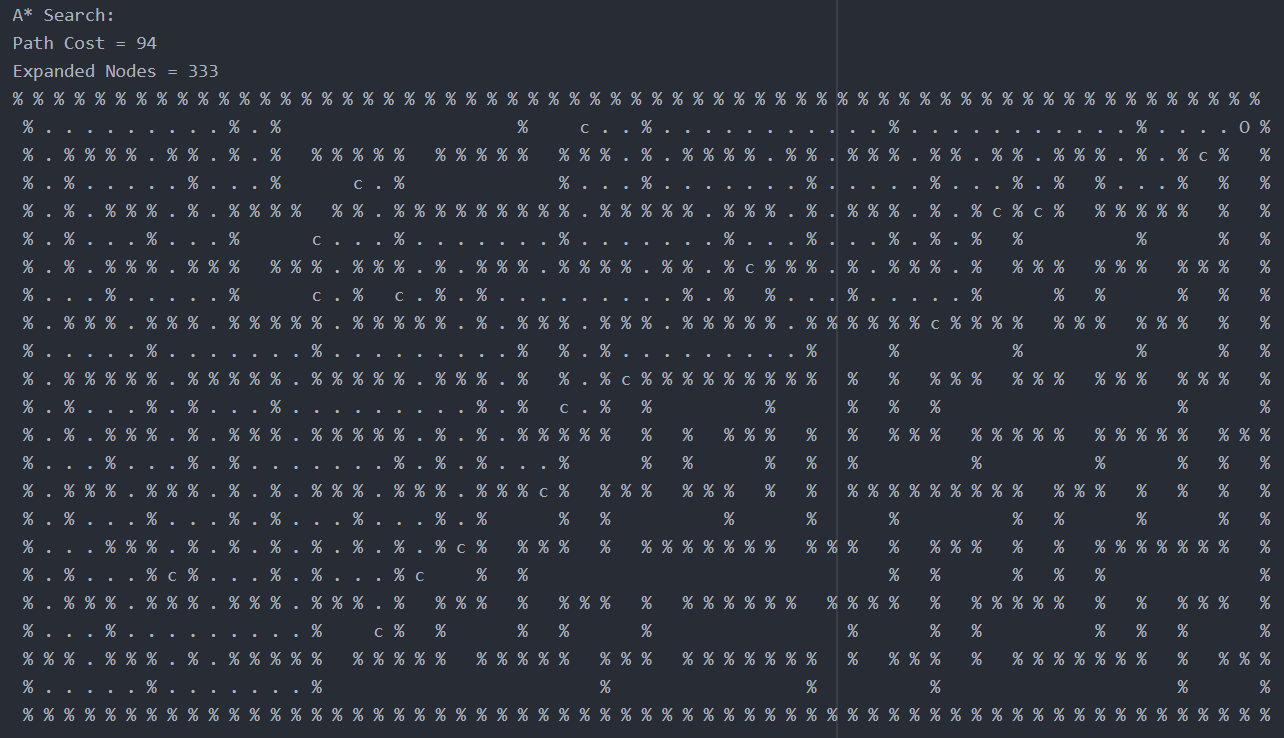 A* Search:
Path Cost = 94
Expanded Nodes = 333
% % % % % % % % % % % % % % % % % % % % % % % % % % % % % % % % % % % % % % % % % % % % % % % % % % % % % % % % % % % % %
 % . . . . . . . . . % . %                       %     c . . % . . . . . . . . . . . % . . . . . . . . . . . % . . . . O %
 % . % % % % . % % . % . %   % % % % %   % % % % %   % % % . % . % % % % . % % . % % % . % % . % % . % % % . % . % c %   %
 % . % . . . . . % . . . %       c . %               % . . . % . . . . . . . % . . . . . % . . . % . %   % . . . %   %   %
 % . % . % % % . % . % % % %   % % . % % % % % % % % % . % % % % % . % % % . % . % % % . % . % c % c %   % % % % %   %   %
 % . % . . . % . . . %       c . . . % . . . . . . . % . . . . . . . % . . . % . . . % . % . %   %           %       %   %
 % . % . % % % . % % %   % % % . % % % . % . % % % . % % % % . % % . % c % % % . % . % % % . %   % % %   % % %   % % %   %
 % . . . % . . . . . %       c . %   c . % . % . . . . . . . . . % . %   % . . . % . . . . . %       %   %       %   %   %
 % . % % % . % % % . % % % % % . % % % % % . % . % % % . % % % . % % % % % . % % % % % % c % % % %   % % %   % % %   %   %
 % . . . . . % . . . . . . . % . . . . . . . . . %   % . % . . . . . . . . . %       %           %           %       %   %
 % . % % % % % . % % % % % . % % % % % . % % % . %   % . % c % % % % % % % % %   %   %   % % %   % % %   % % %   % % %   %
 % . % . . . % . % . . . % . . . . . . . . . % . %   c . %   %           %       %   %   %                       %       %
 % . % . % % % . % . % % % . % % % % % . % . % . % % % % %   %   %   % % %   %   %   % % %   % % % % %   % % % % %   % % %
 % . . . % . . . % . % . . . . . . . % . % . % . . . %       %   %       %   %   %           %           %       %   %   %
 % . % % % . % % % . % . % . % % % . % % % . % % % c %   % % %   % % %   %   %   % % % % % % % % %   % % %   %   %   %   %
 % . % . . . % . . . % . % . . . % . . . % . %       %   %           %       %       %           %   %       %       %   %
 % . . . % % % . % . % . % . % . % . % . % c %   % % %   %   % % % % % % %   % % %   %   % % %   %   %   % % % % % % %   %
 % . % . . . % c % . . . % . % . . . % c     %   %                                   %   %       %   %   %               %
 % . % % % . % % % . % % % . % % % . %   % % %   %   % % %   %   % % % % % %   % % % %   %   % % % % %   %   %   % % %   %
 % . . . % . . . . . . . . . %     c %   %       %   %       %                   %       %   %           %   %   %       %
 % % % . % % % . % . % % % % %   % % % % %   % % % % %   % % %   % % % % % % %   %   % % %   %   % % % % % % %   %   % % %
 % . . . . . % . . . . . . . %                           %                 %           %           %       %
 % % % % % % % % % % % % % % % % % % % % % % % % % % % % % % % % % % % % % % % % % % % % % % % % % % % % % % % % % % % % %